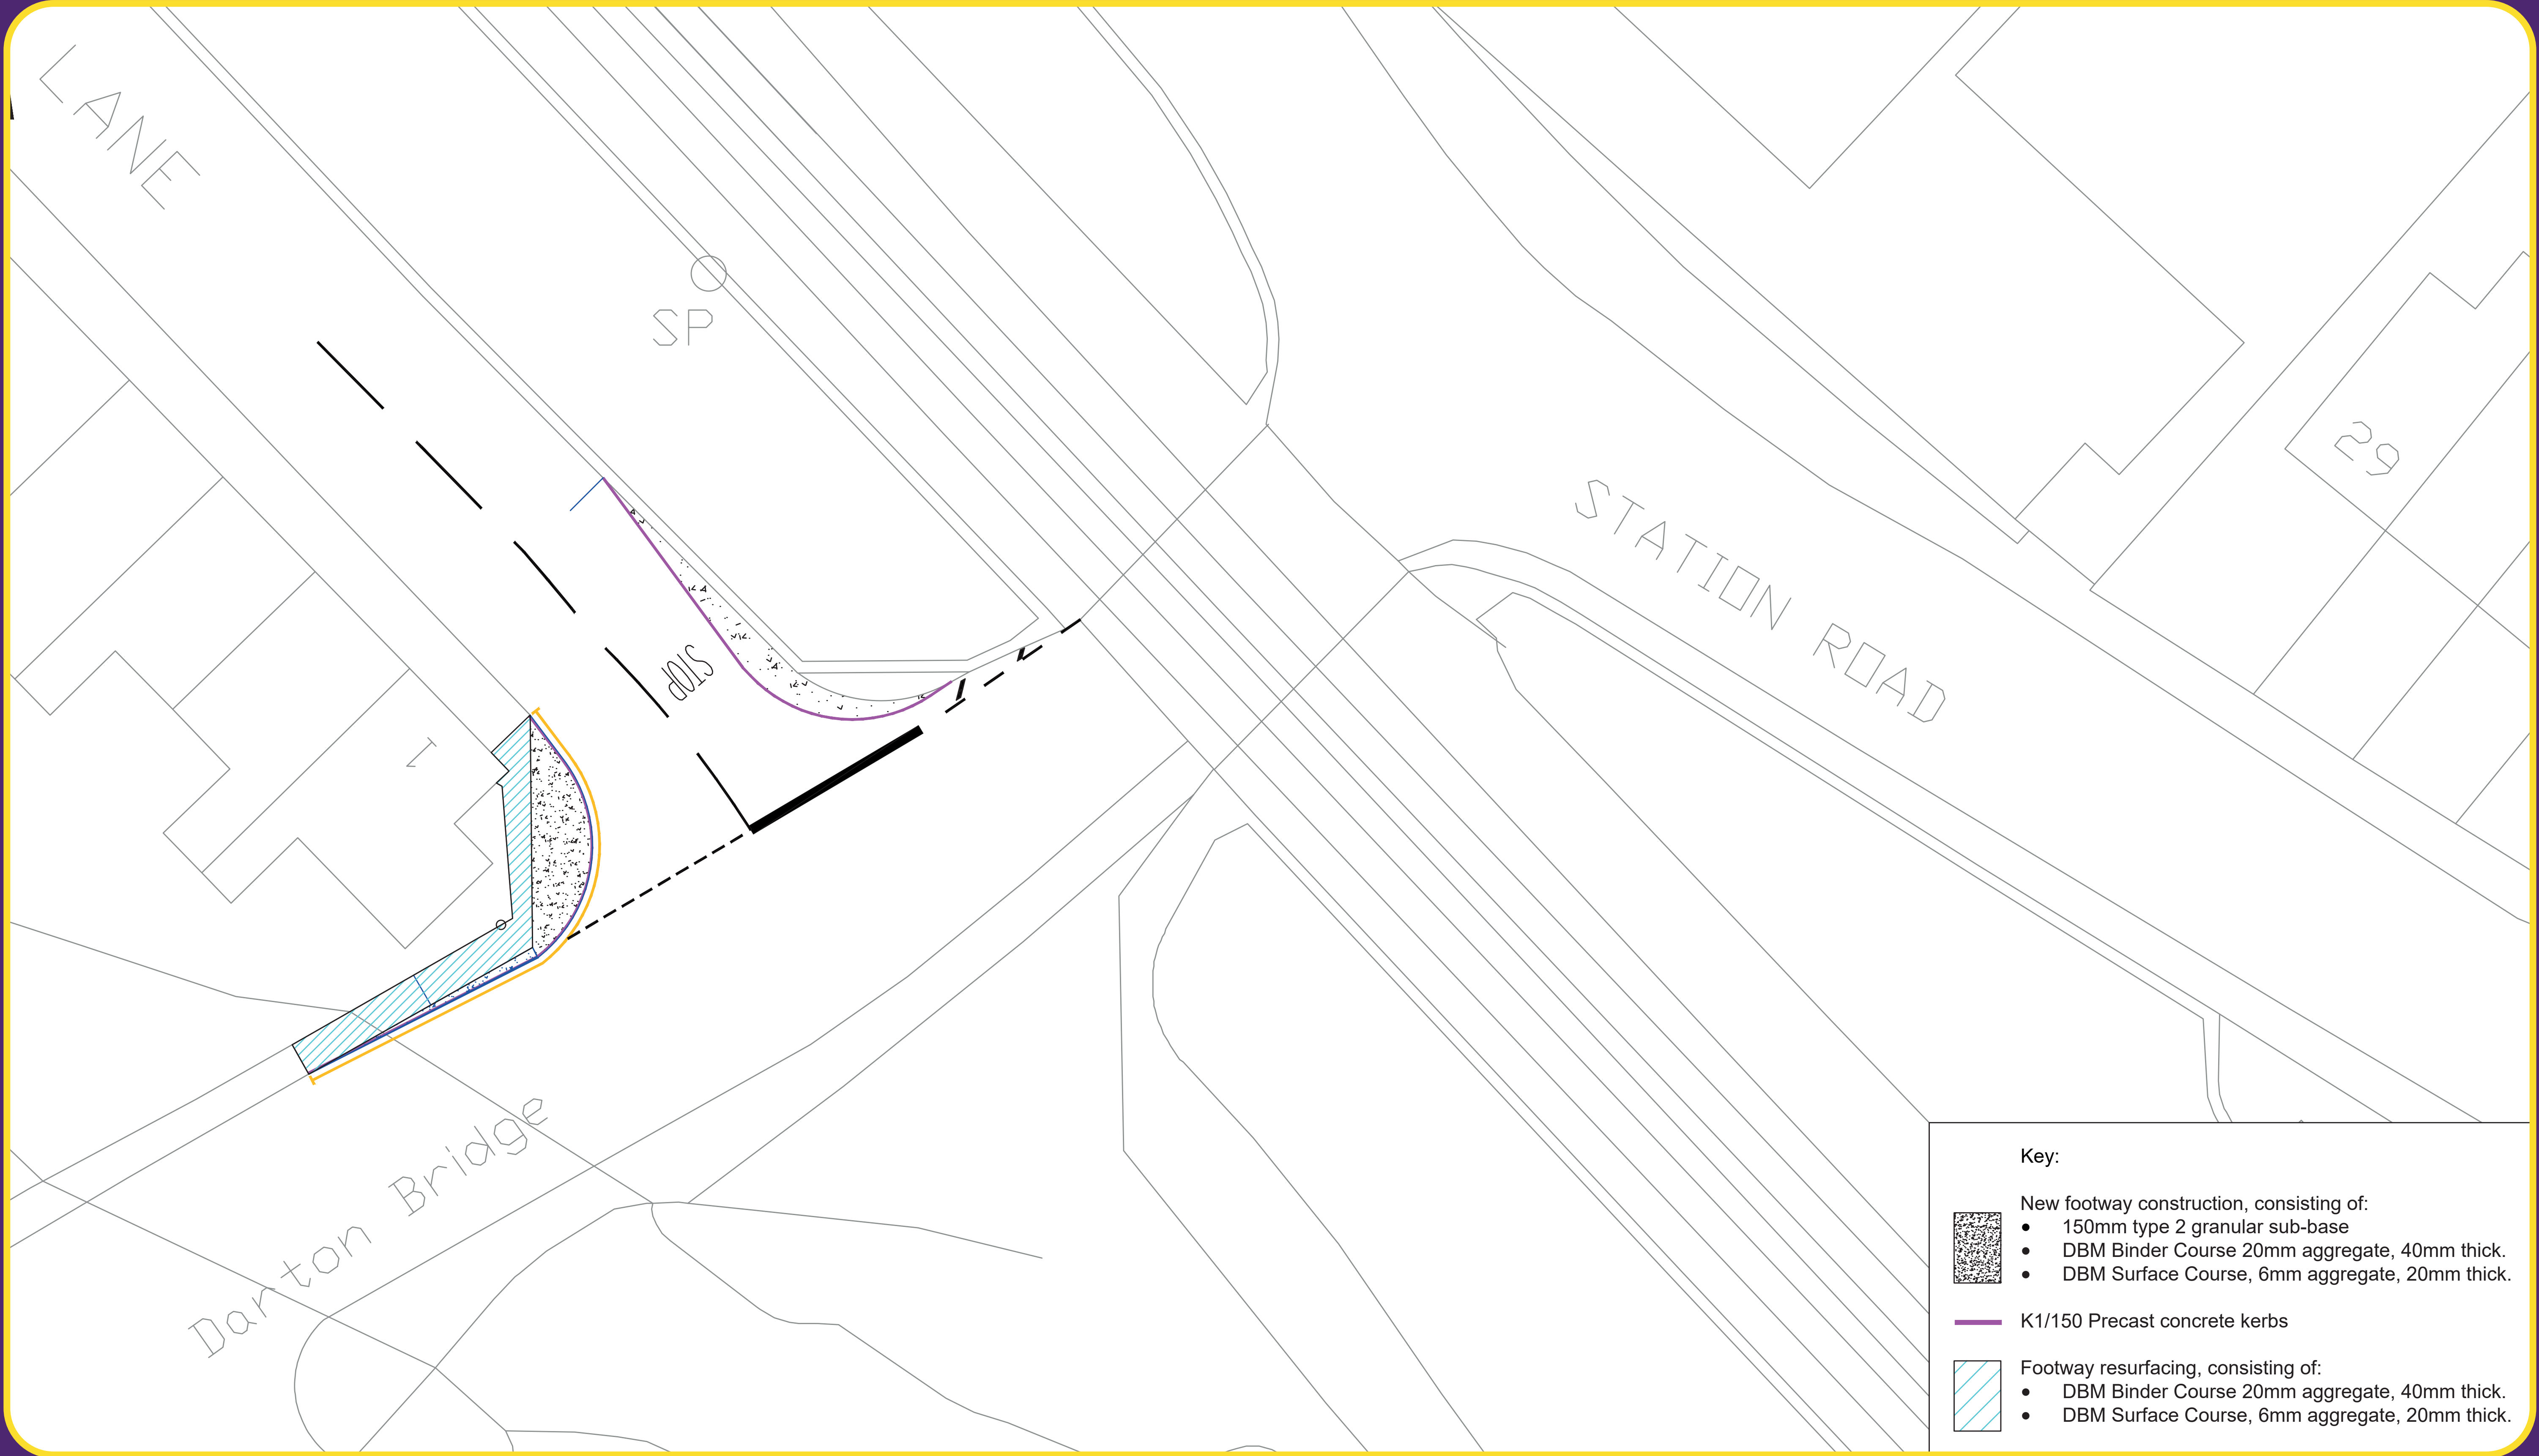 LANE
SP
29
STATION ROAD
STOP
1
Darton Bridge
Key:
New footway construction, consisting of:
• 150mm type 2 granular sub-base
• DBM Binder Course 20mm aggregate, 40mm thick.
• DBM Surface Course, 6mm aggregate, 20mm thick.
K1/150 Precast concrete kerbs
Footway resurfacing, consisting of:
• DBM Binder Course 20mm aggregate, 40mm thick.
• DBM Surface Course, 6mm aggregate, 20mm thick.